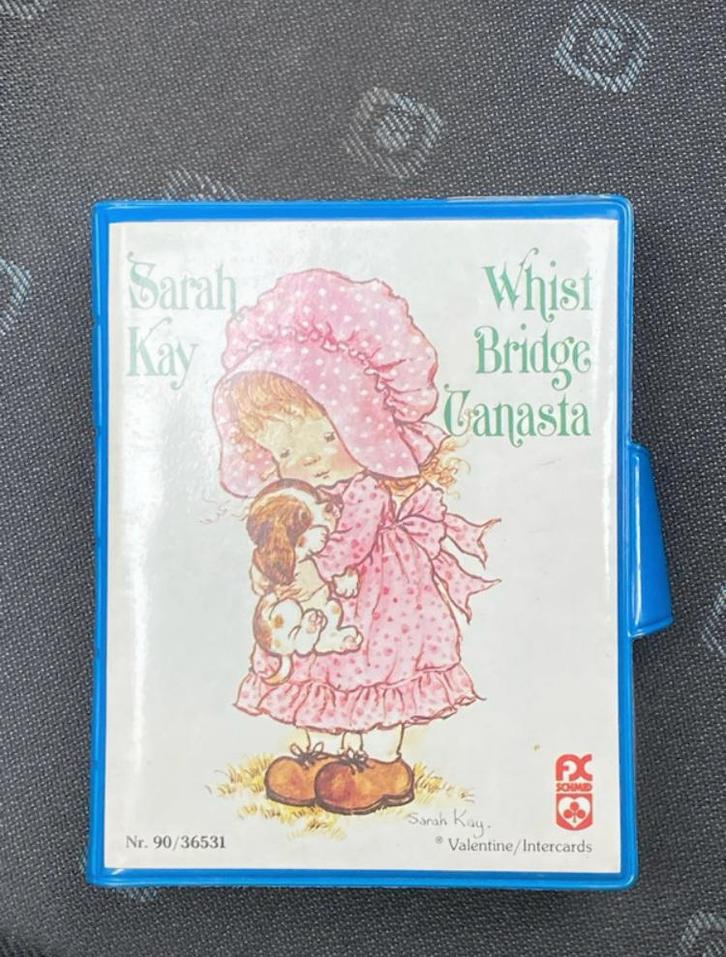 Sarah
Kay
Whist
Bridge
Canasta
FX
SCHMID
Sarah Kay.
Nr. 90/36531
® Valentine/Intercards